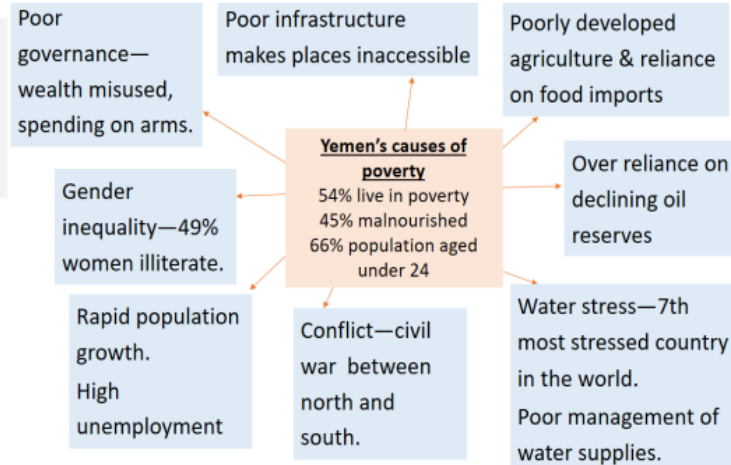 Poor
governance—
wealth misused,
spending on arms.
Poor infrastructure
makes places inaccessible
Poorly developed
agriculture & reliance
on food imports
Yemen's causes of
poverty
54% live in poverty
45% malnourished
66% population aged
under 24
Gender
inequality—49%
women illiterate.
Over reliance on
declining oil
reserves
Rapid population
growth.
High
unemployment
Conflict—civil
war between
north and
south.
Water stress—7th
most stressed country
in the world.
Poor management of
water supplies.